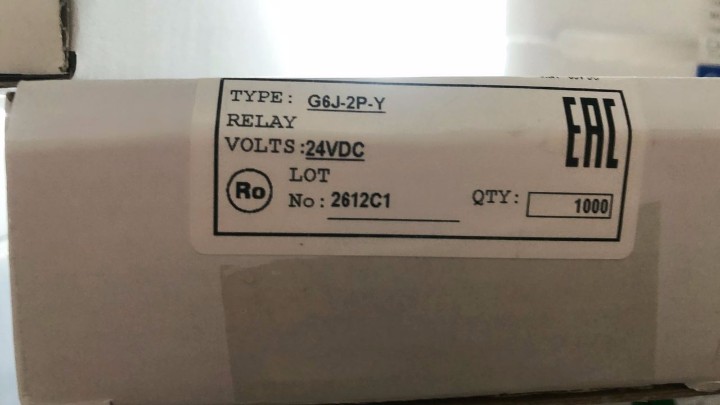 TYPE: G6J-2P-Y
RELAY
VOLTS:24VDC
EAC
Ro
LOT
No: 2612C1
QTY: 1000